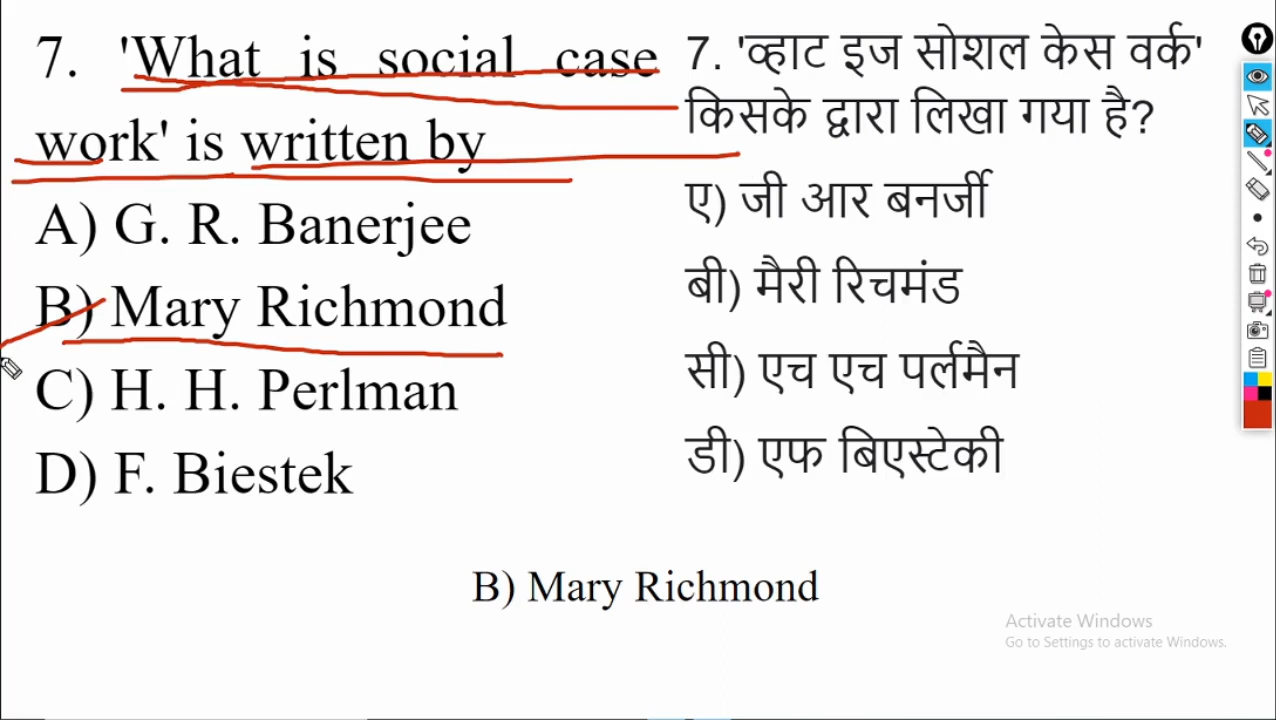 7. 'What is social case
work' is written by
A) G. R. Banerjee
B) Mary Richmond
C) H. H. Perlman
D) F. Biestek
7. 'व्हाट इज सोशल केस वर्क'
किसके द्वारा लिखा गया है?
ए) जी आर बनर्जी
बी) मैरी रिचमंड
सी) एच एच पर्लमैन
डी) एफ बिएस्टेकी
B) Mary Richmond
Activate Windows
Go to Settings to activate Windows.